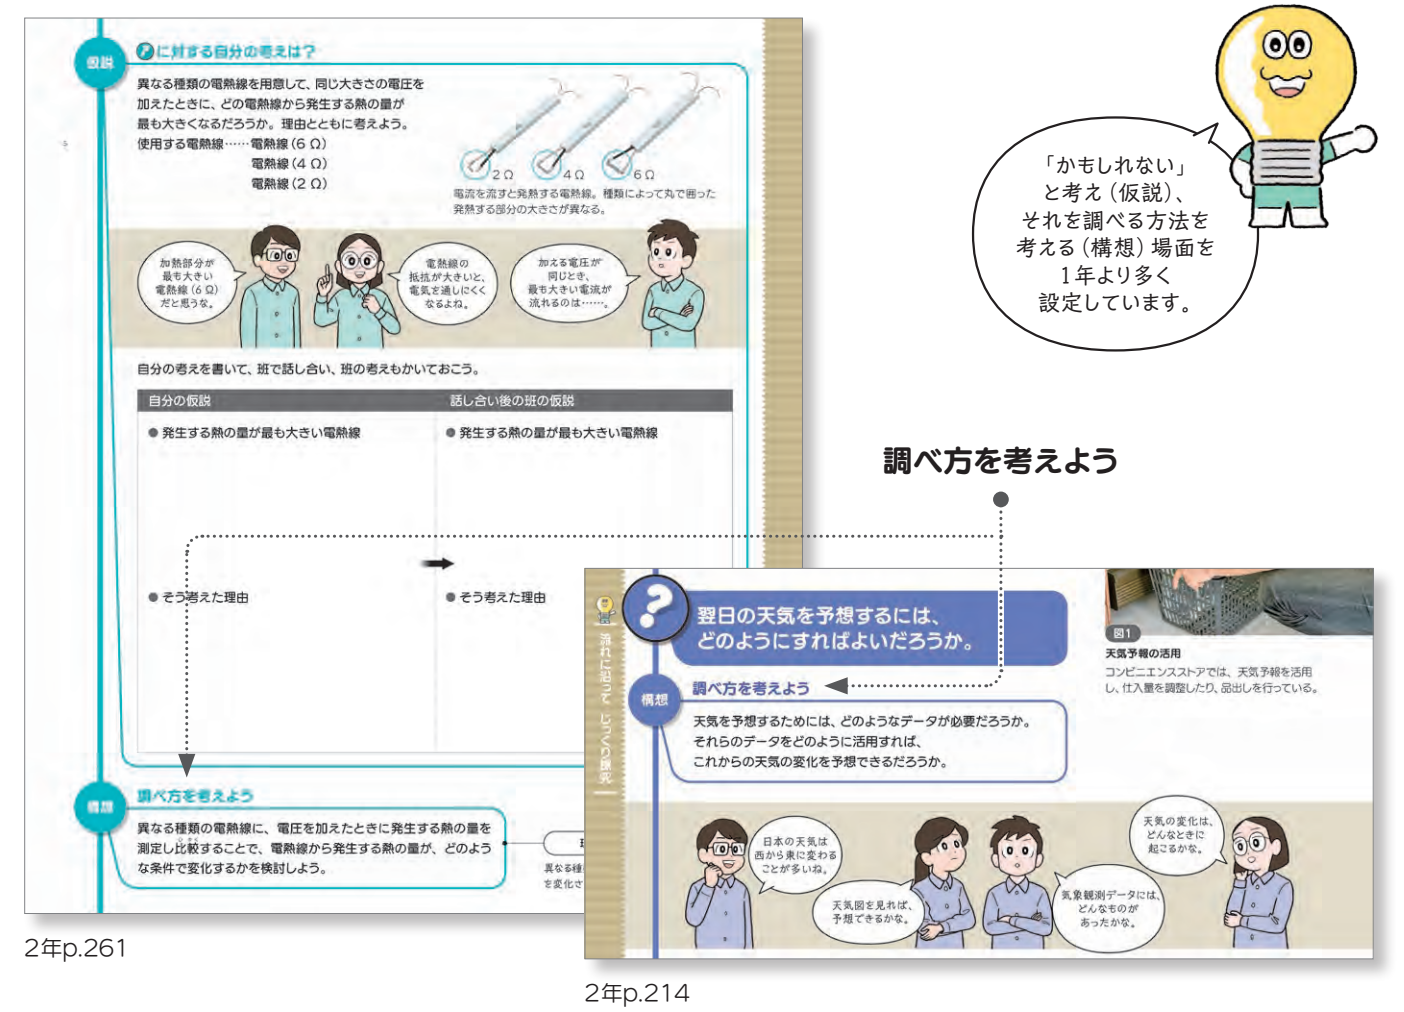 仮説
?に対する自分の考えは？
異なる種類の電熱線を用意して、同じ大きさの電圧を
加えたときに、どの電熱線から発生する熱の量が
最も大きくなるだろうか。理由とともに考えよう。
使用する電熱線……電熱線（6 Ω）
電熱線（4 Ω）
電熱線（2 Ω）
2 Ω
4 Ω
6 Ω
電流を流すと発熱する電熱線。種類によって丸で囲った
発熱する部分の大きさが異なる。
加熱部分が
最も大きい
電熱線（6 Ω）
だと思うな。
電熱線の
抵抗が大きいと、
電気を通しにくく
なるよね。
加える電圧が
同じとき、
最も大きい電流が
流れるのは……。
自分の考えを書いて、班で話し合い、班の考えもかいておこう。
自分の仮説
話し合い後の班の仮説
● 発生する熱の量が最も大きい電熱線
● 発生する熱の量が最も大きい電熱線
● そう考えた理由
● そう考えた理由
構想
調べ方を考えよう
異なる種類の電熱線に、電圧を加えたときに発生する熱の量を
測定し比較することで、電熱線から発生する熱の量が、どのよう
な条件で変化するかを検討しよう。
異なる種
を変化さ
2年p.261
「かもしれない」
と考え（仮説）、
それを調べる方法を
考える（構想）場面を
1年より多く
設定しています。
調べ方を考えよう
流れに沿って じっくり探究
?
翌日の天気を予想するには、
どのようにすればよいだろうか。
図1
天気予報の活用
コンビニエンスストアでは、天気予報を活用
し、仕入量を調整したり、品出しを行っている。
構想
調べ方を考えよう
天気を予想するためには、どのようなデータが必要だろうか。
それらのデータをどのように活用すれば、
これからの天気の変化を予想できるだろうか。
日本の天気は
西から東に変わる
ことが多いね。
天気図を見れば、
予想できるかな。
気象観測データには、
どんなものが
あったかな。
天気の変化は、
どんなときに
起こるかな。
2年p.214